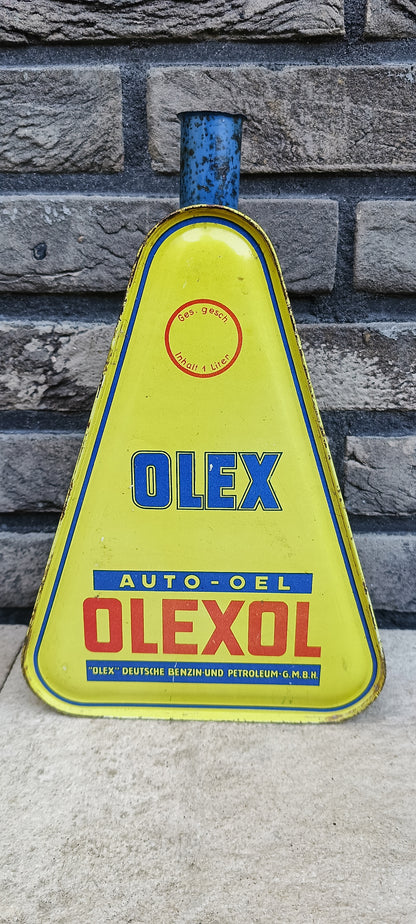 Ges. gesch
Inhalt 1 Liter
OLEX
AUTO-OEL
OLEXOL
"OLEX" DEUTSCHE BENZIN-UND PETROLEUM-G.M.B.H.